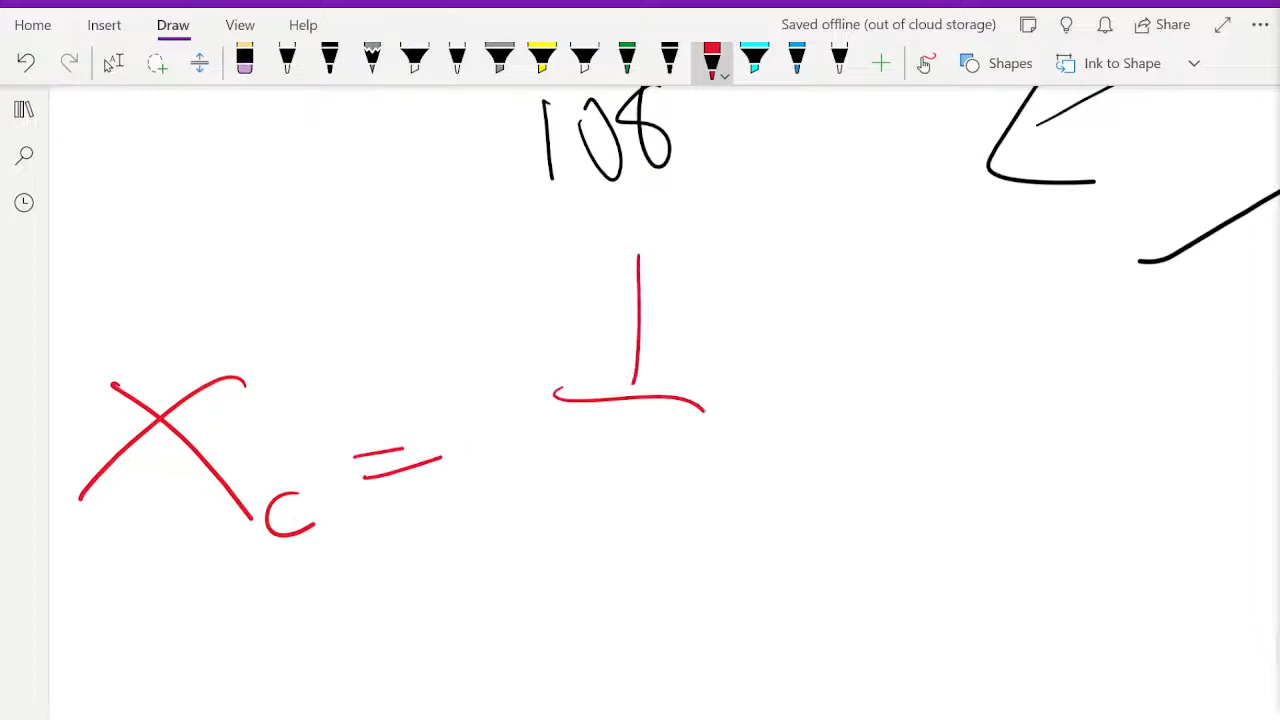 Home Insert Draw View Help Saved offline (out of cloud storage) Share
Shapes Ink to Shape
108
1
X_c =